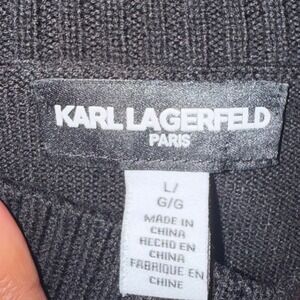 KARL LAGERFELD
PARIS
L/
G/G
MADE IN
CHINA
HECHO EN
CHINA
FABRIQUE EN
CHINE